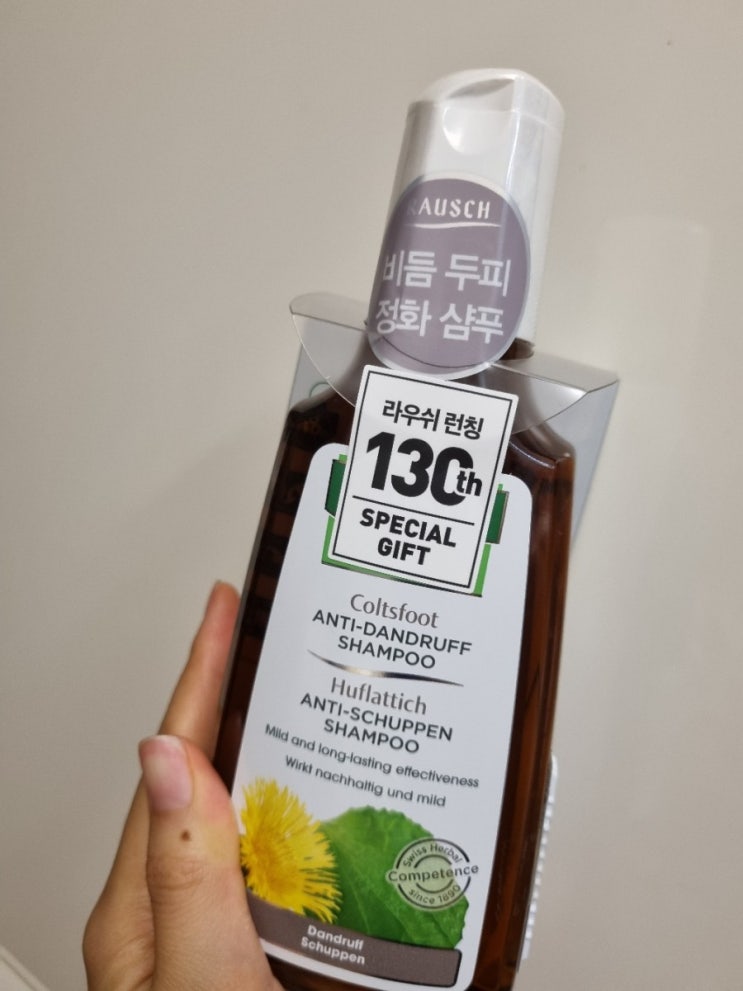 RAUSCH
비듬 두피
정화 샴푸
라우쉬 런칭
130th
SPECIAL
GIFT
Coltsfoot
ANTI-DANDRUFF
SHAMPOO
Huflattich
ANTI-SCHUPPEN
SHAMPOO
Mild and long-lasting effectiveness
Wirkt nachhaltig und mild
Swiss Herbal
Competence
since 1890
Dandruff
Schuppen